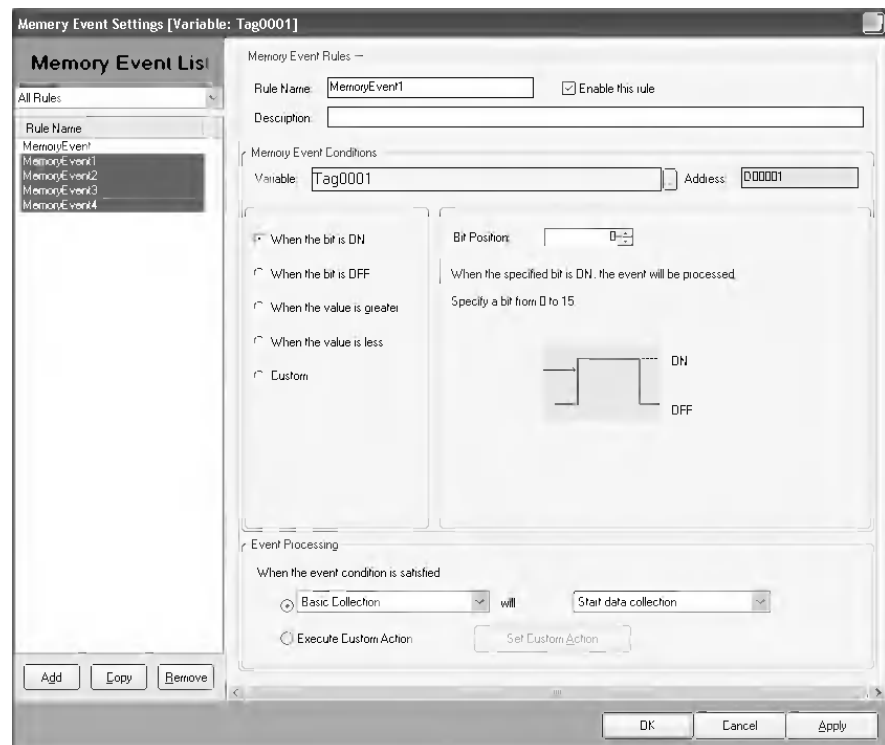 Memery Event Settings [Variable: Tag0001]
Memory Event List
All Rules
Rule Name
MemoryEvent
MemoryEvent1
MemoryEvent2
MemoryEvent3
MemoryEvent4
Add Copy Remove
Memory Event Rules
Rule Name: MemoryEvent1 Enable this rule
Description:
Memory Event Conditions
Variable: Tag0001 ... Address: D00001
When the bit is ON
When the bit is OFF
When the value is greater
When the value is less
Custom
Bit Position: 0
When the specified bit is ON, the event will be processed.
Specify a bit from 0 to 15
ON
OFF
Event Processing
When the event condition is satisfied
Basic Collection will Start data collection
Execute Custom Action Set Custom Action
OK Cancel Apply